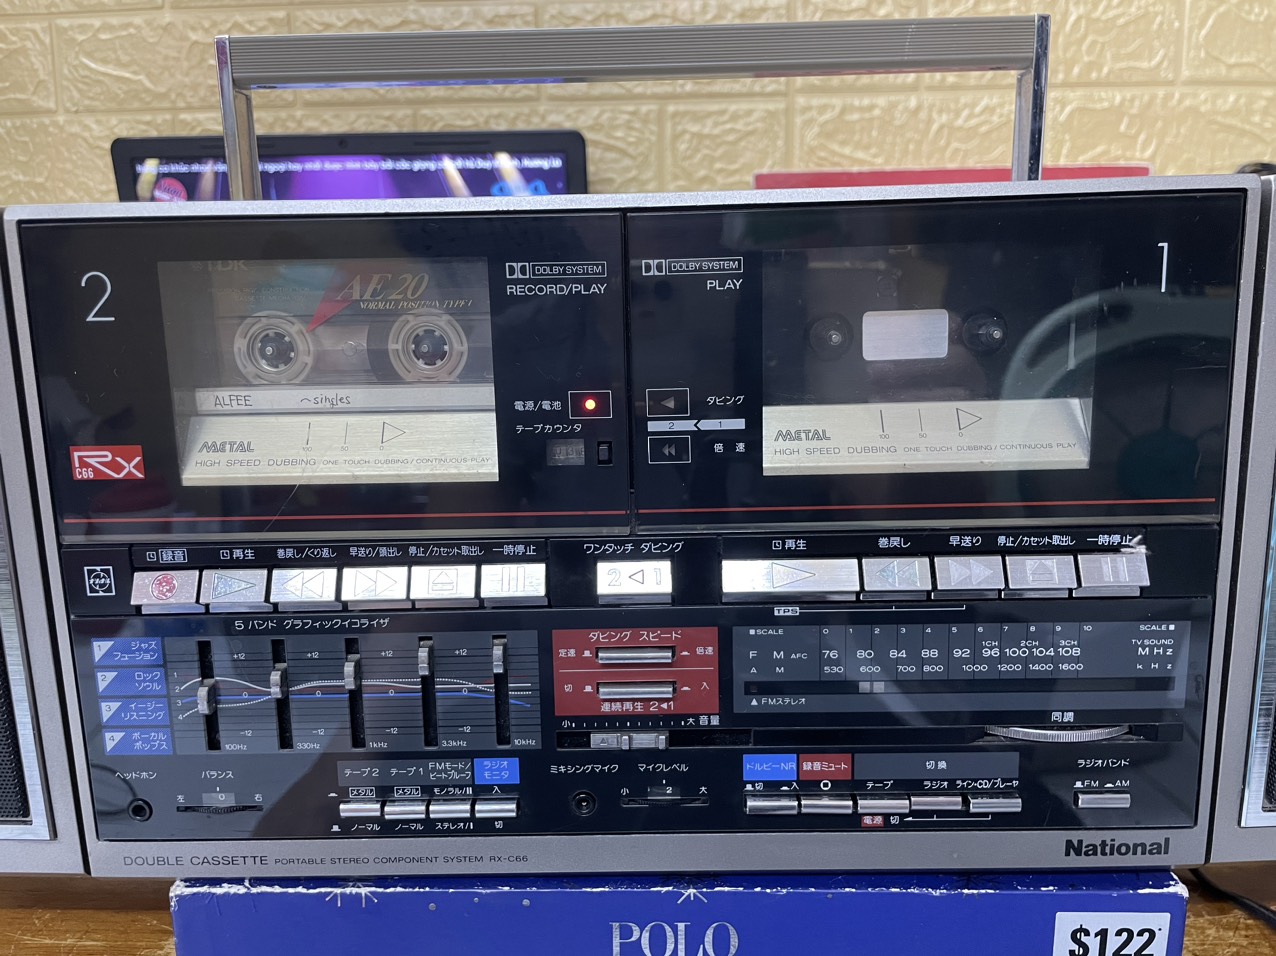 2
TDK
AE 20
NORMAL POSITION TYPE I
DOLBY SYSTEM
RECORD/PLAY
ALFEE ~singles
METAL 100 50 0
HIGH SPEED DUBBING ONE TOUCH DUBBING/CONTINUOUS PLAY
RX
C66
電源/電池
テープカウンタ
DOLBY SYSTEM
PLAY
1
ダビング
2 1
倍速
METAL 100 50 0
HIGH SPEED DUBBING ONE TOUCH DUBBING/CONTINUOUS PLAY
録音 再生 巻戻し/くり返し 早送り/頭出し 停止/カセット取出し 一時停止
ワンタッチ ダビング
2 1
再生 巻戻し 早送り 停止/カセット取出し 一時停止
TPS
5バンド グラフィックイコライザ
1 ジャズ フュージョン
2 ロック ソウル
3 イージー リスニング
4 ボーカル ポップス
1
2
3
4
+12 +12 +12 +12
0 0 0 0
-12 -12 -12 -12
100Hz 330Hz 1kHz 3.3kHz 10kHz
ダビング スピード
定速 倍速
切 入
連続再生 2◀1
小 大 音量
SCALE 0 1 2 3 4 5 6 7 8 9 10 SCALE
1CH 2CH 3CH TV SOUND
FM AFC 76 80 84 88 92 96 100 104 108 MHz
AM 530 600 700 800 1000 1200 1400 1600 kHz
▲FMステレオ
同調
ヘッドホン
バランス
左 0 右
テープ2 テープ1 FMモード/ビートプルーフ ラジオモニタ
メタル メタル モノラル/II 入
ノーマル ノーマル ステレオ/I 切
ミキシングマイク
マイクレベル
小 2 大
ドルビーNR 録音ミュート 切換
切 入 テープ ラジオ ライン・CD/プレーヤ
電源 切
ラジオバンド
FM AM
DOUBLE CASSETTE PORTABLE STEREO COMPONENT SYSTEM RX-C66
National
POLO
$122